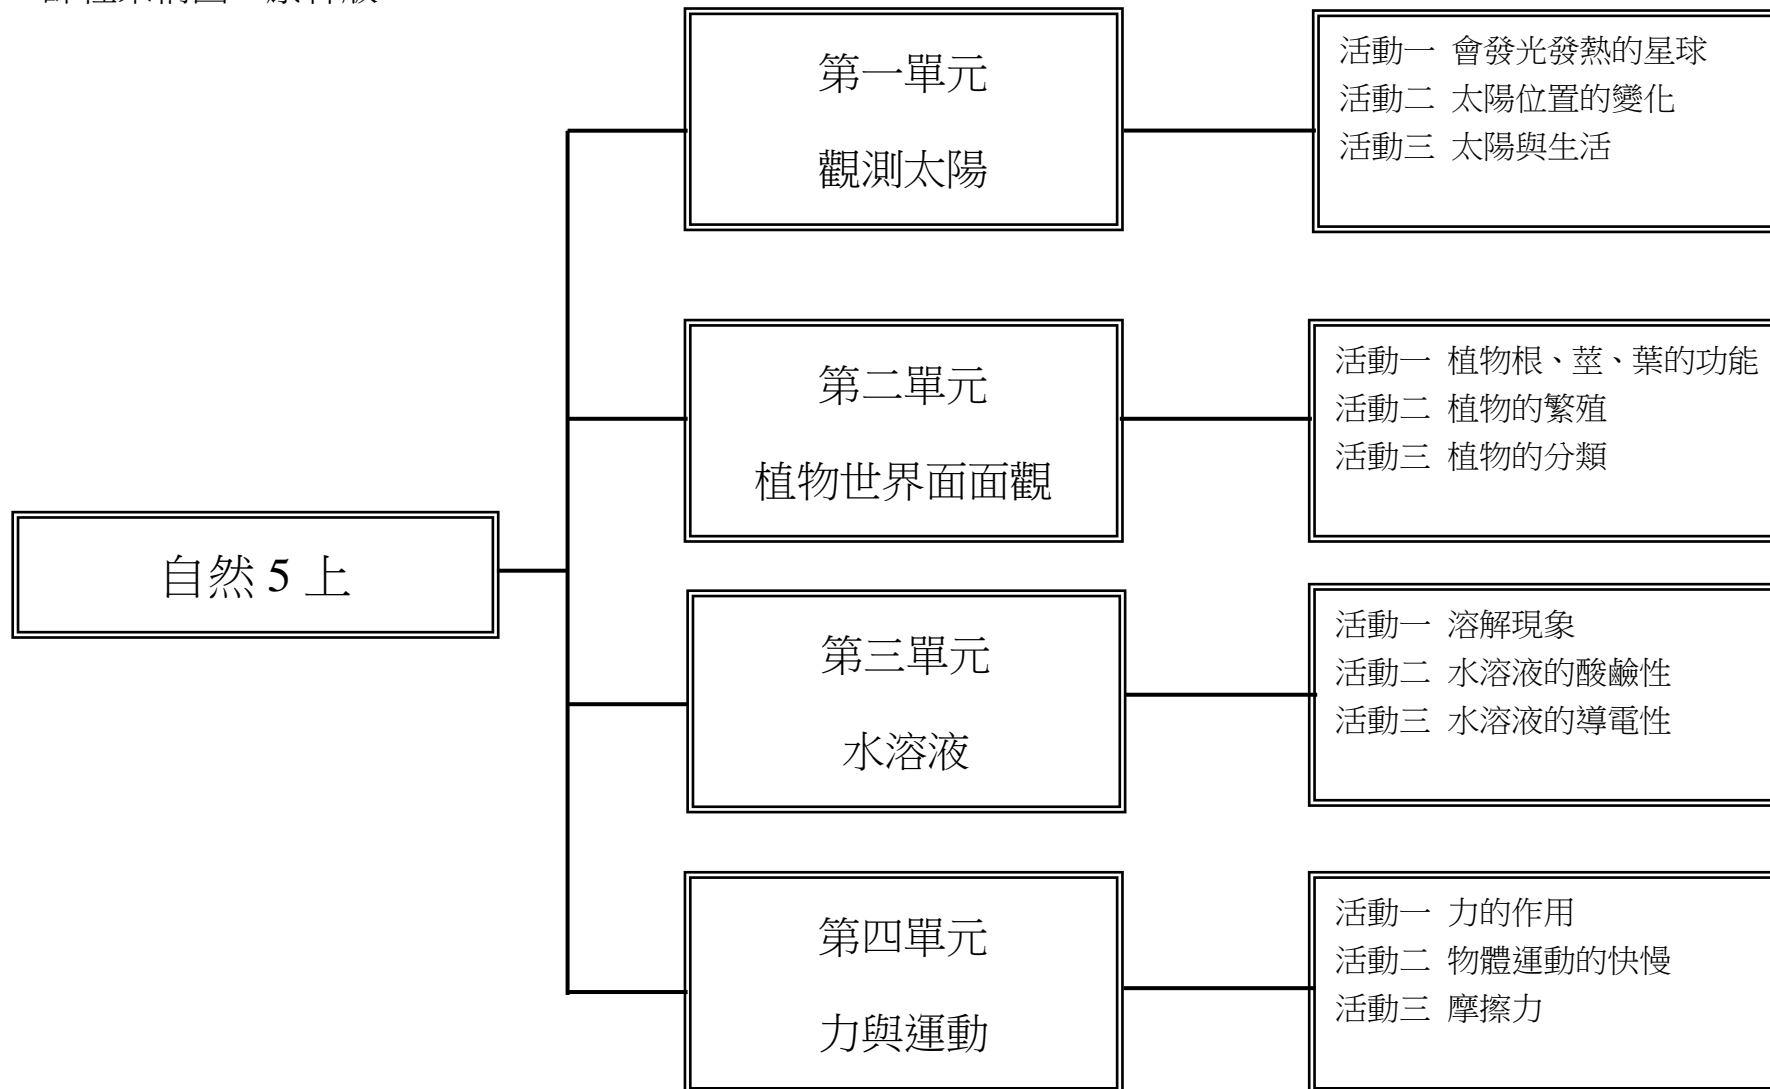 自然 5 上
第一單元
觀測太陽
活動一 會發光發熱的星球
活動二 太陽位置的變化
活動三 太陽與生活
第二單元
植物世界面面觀
活動一 植物根、莖、葉的功能
活動二 植物的繁殖
活動三 植物的分類
第三單元
水溶液
活動一 溶解現象
活動二 水溶液的酸鹼性
活動三 水溶液的導電性
第四單元
力與運動
活動一 力的作用
活動二 物體運動的快慢
活動三 摩擦力